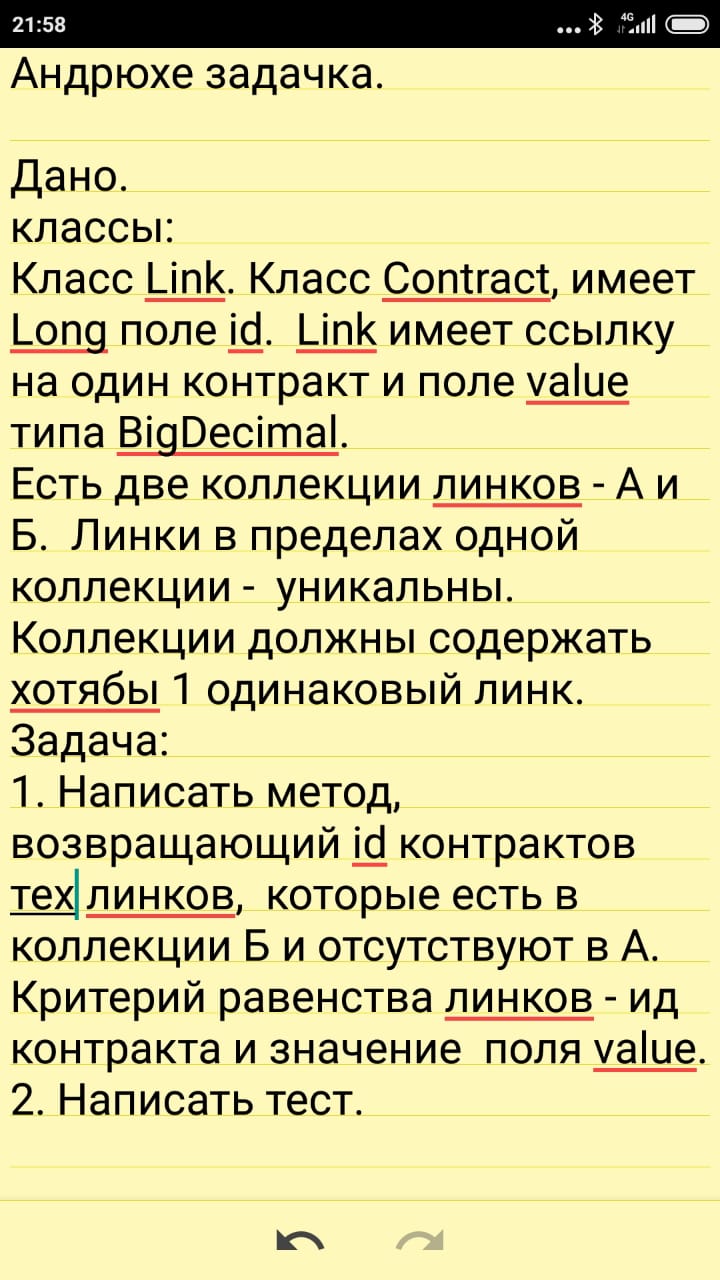 21:58
4G
Андрюхе задачка.
Дано.
классы:
Класс Link. Класс Contract, имеет
Long поле id.  Link имеет ссылку
на один контракт и поле value
типа BigDecimal.
Есть две коллекции линков - А и
Б.  Линки в пределах одной
коллекции -  уникальны.
Коллекции должны содержать
хотябы 1 одинаковый линк.
Задача:
1. Написать метод,
возвращающий id контрактов
тех линков,  которые есть в
коллекции Б и отсутствуют в А.
Критерий равенства линков - ид
контракта и значение  поля value.
2. Написать тест.